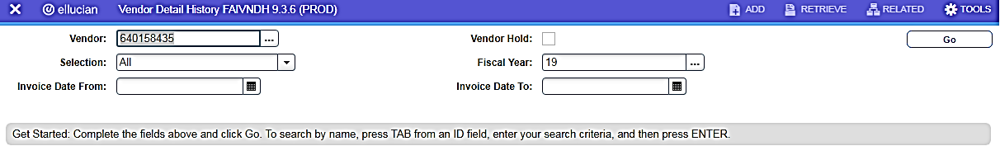 ellucian Vendor Detail History FAIVNDH 9.3.6 (PROD) ADD RETRIEVE RELATED TOOLS
Vendor: 640158435 ... Vendor Hold: Go
Selection: All Fiscal Year: 19 ...
Invoice Date From: Invoice Date To:
Get Started: Complete the fields above and click Go. To search by name, press TAB from an ID field, enter your search criteria, and then press ENTER.